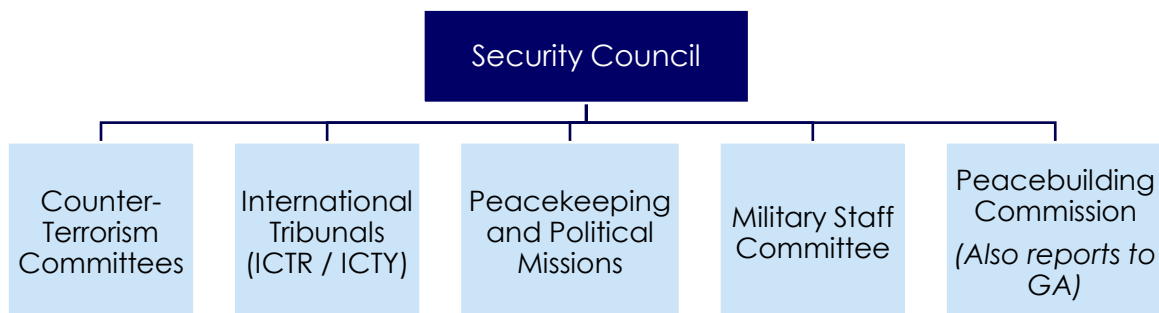 Security Council
Counter-
Terrorism
Committees
International
Tribunals
(ICTR / ICTY)
Peacekeeping
and Political
Missions
Military Staff
Committee
Peacebuilding
Commission
(Also reports to
GA)